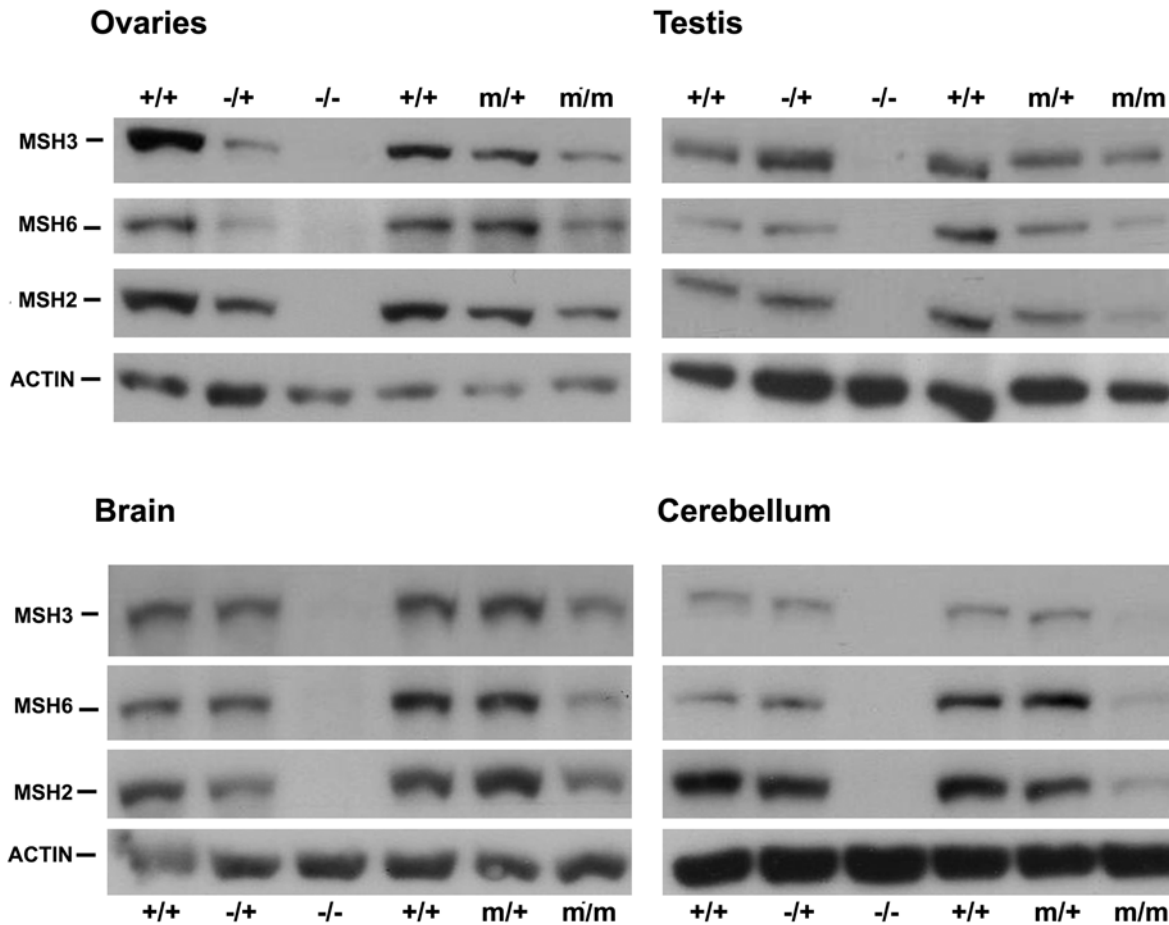 Ovaries
Testis
+/+ -/+ -/- +/+ m/+ m/m
+/+ -/+ -/- +/+ m/+ m/m
MSH3
MSH6
MSH2
ACTIN
Brain
Cerebellum
MSH3
MSH6
MSH2
ACTIN
+/+ -/+ -/- +/+ m/+ m/m
+/+ -/+ -/- +/+ m/+ m/m